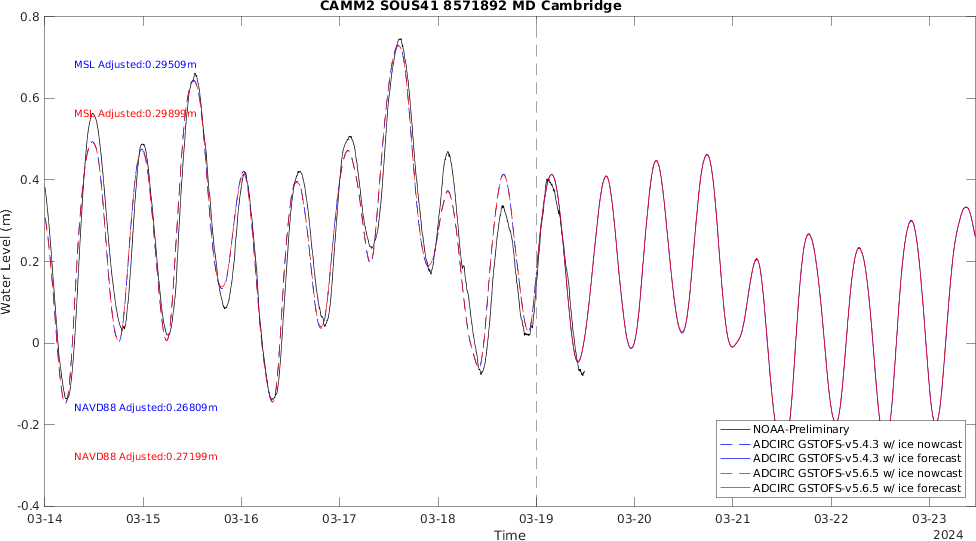 CAMM2 SOUS41 8571892 MD Cambridge
0.8
MSL Adjusted:0.29509m
0.6
MSL Adjusted:0.29899m
0.4
Water Level (m)
0.2
0
NAVD88 Adjusted:0.26809m
-0.2
NAVD88 Adjusted:0.27199m
-0.4
NOAA-Preliminary
ADCIRC GSTOFS-v5.4.3 w/ ice nowcast
ADCIRC GSTOFS-v5.4.3 w/ ice forecast
ADCIRC GSTOFS-v5.6.5 w/ ice nowcast
ADCIRC GSTOFS-v5.6.5 w/ ice forecast
03-14 03-15 03-16 03-17 03-18 03-19 03-20 03-21 03-22 03-23
Time
2024